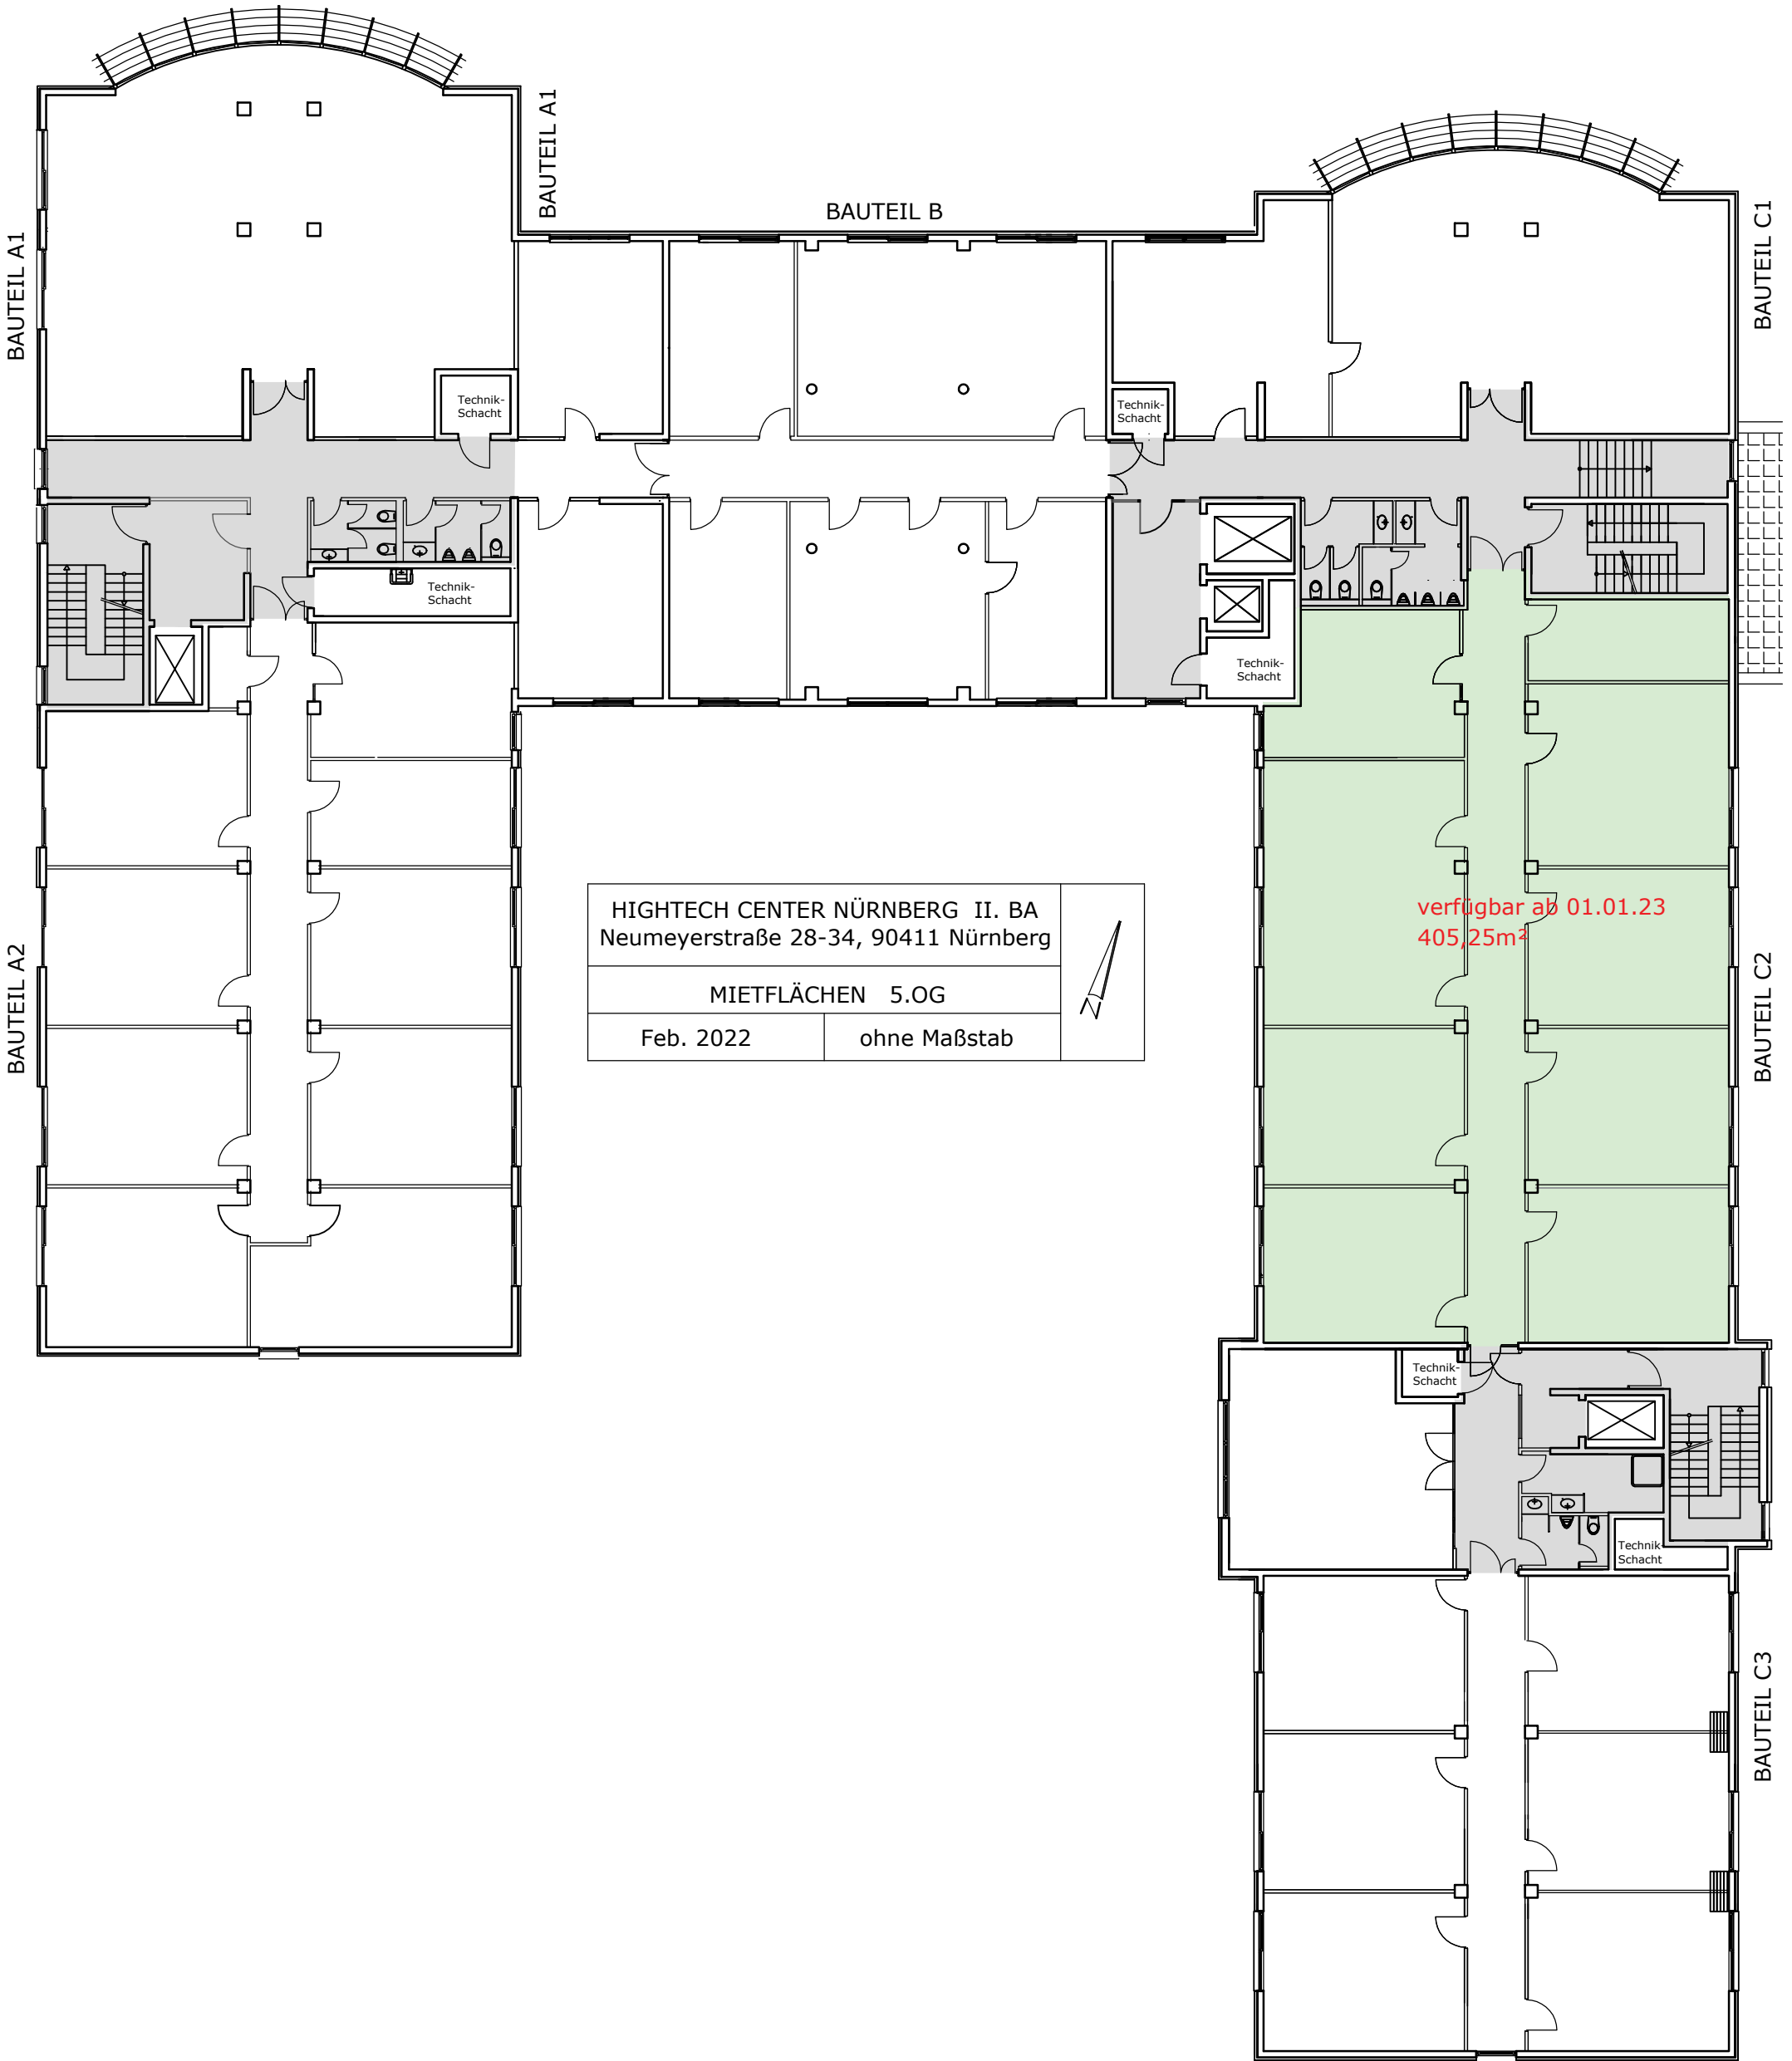 BAUTEIL A1
BAUTEIL B
BAUTEIL C1
BAUTEIL A1
Technik-
Schacht
Technik-
Schacht
Technik-
Schacht
Technik-
Schacht
HIGHTECH CENTER NÜRNBERG II. BA
Neumeyerstraße 28-34, 90411 Nürnberg
MIETFLÄCHEN 5.OG
Feb. 2022
ohne Maßstab
N
verfügbar ab 01.01.23
405,25m²
BAUTEIL A2
BAUTEIL C2
Technik-
Schacht
Technik-
Schacht
BAUTEIL C3